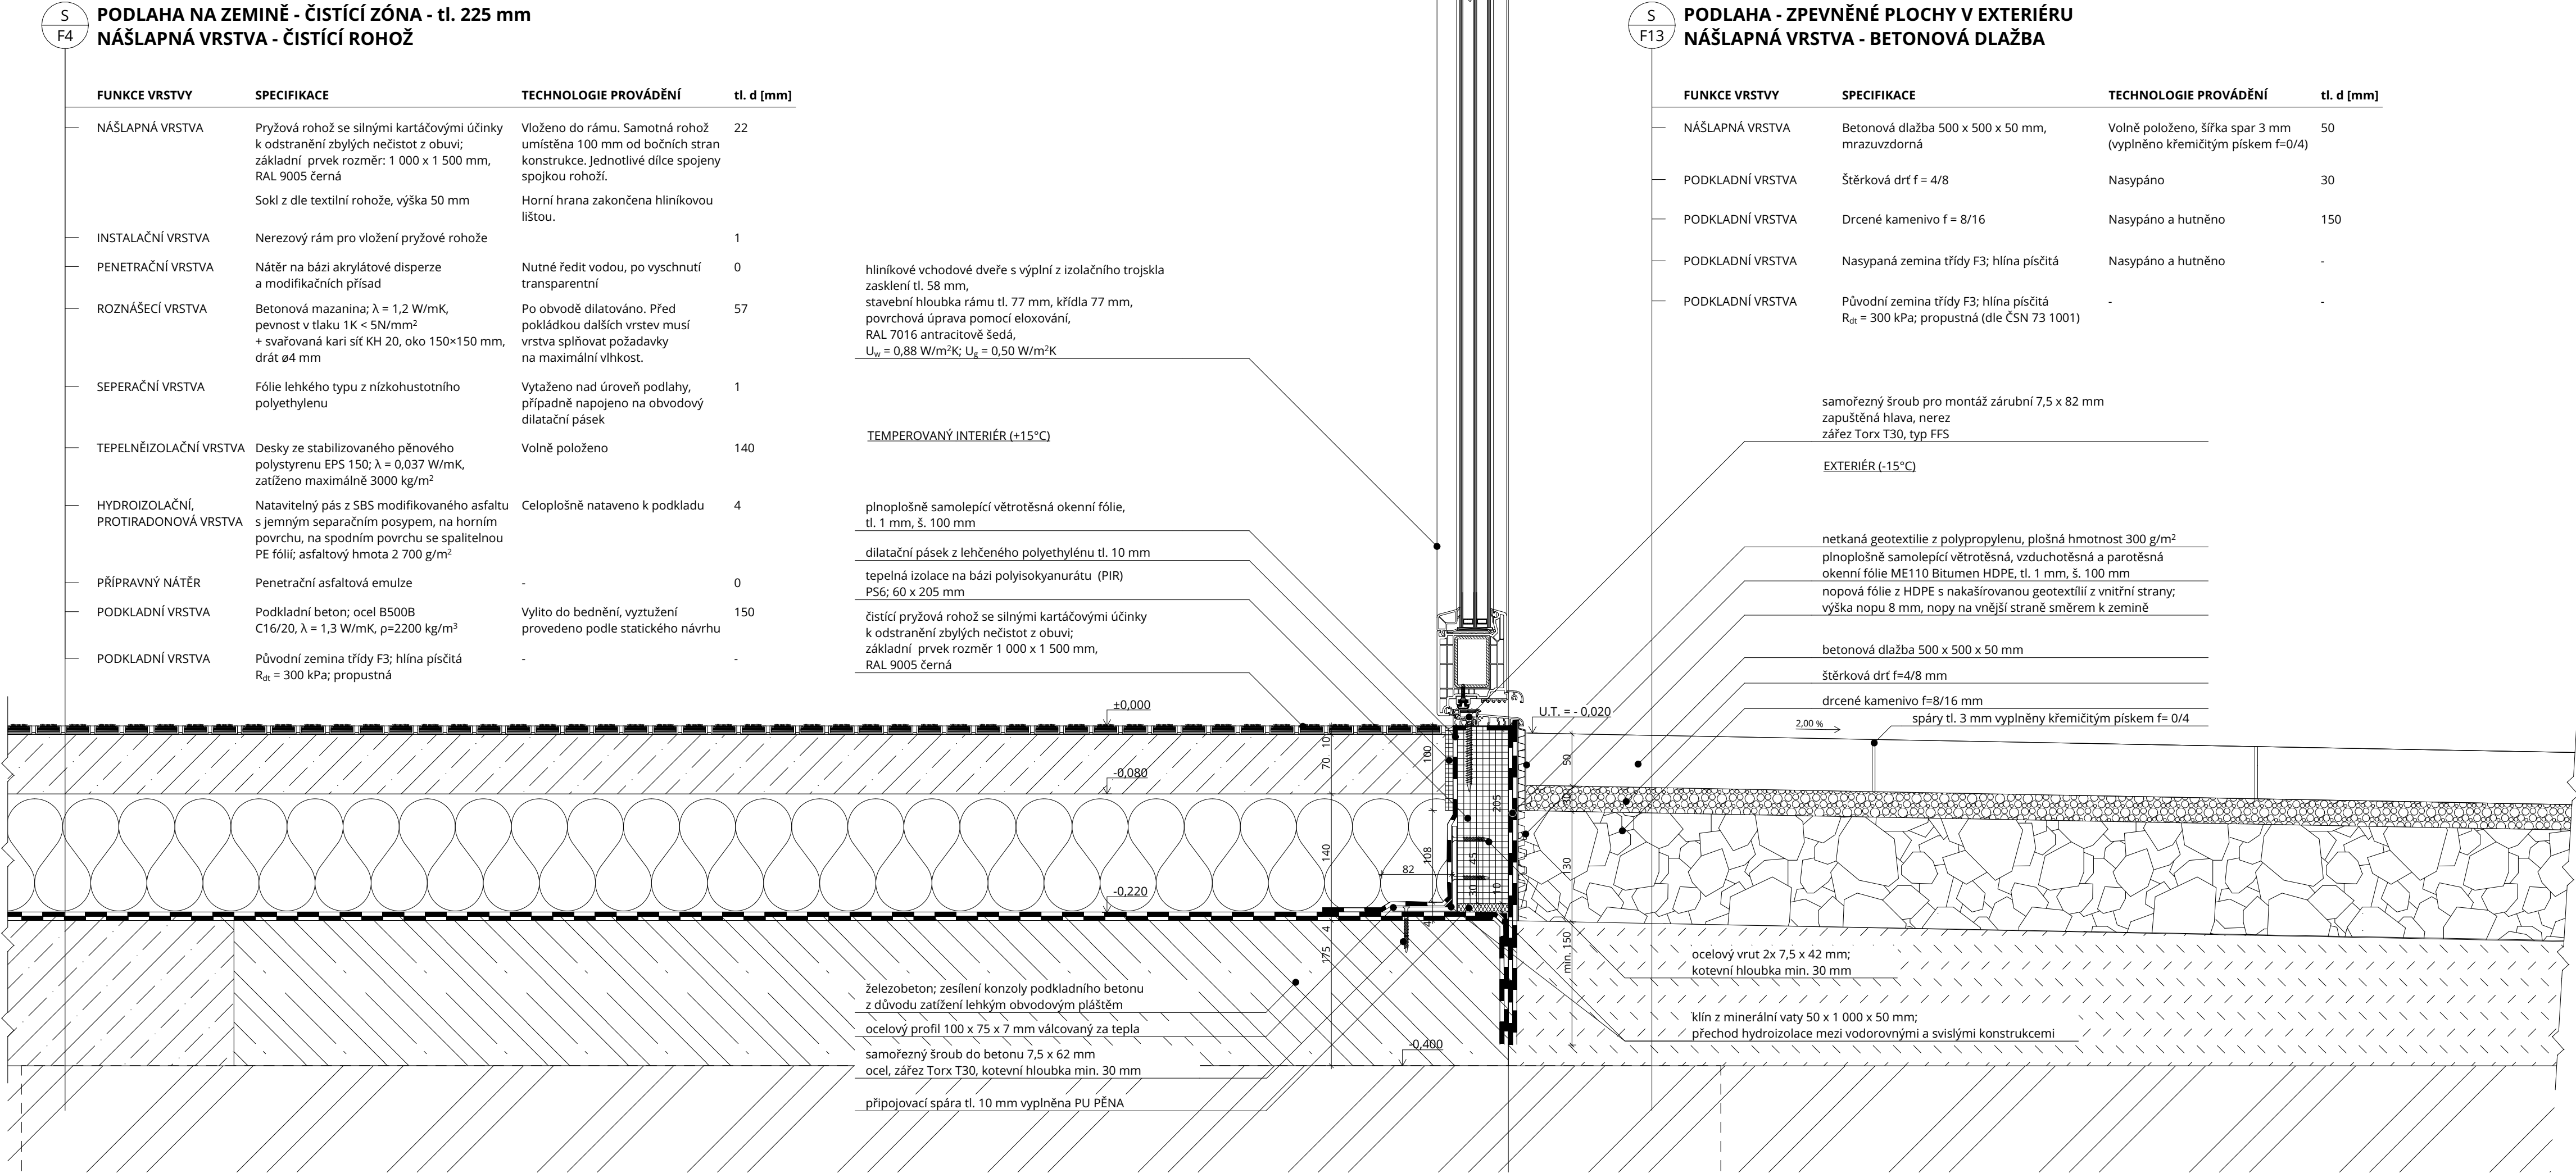 S
F4
PODLAHA NA ZEMINĚ - ČISTÍCÍ ZÓNA - tl. 225 mm
NÁŠLAPNÁ VRSTVA - ČISTÍCÍ ROHOŽ
FUNKCE VRSTVY SPECIFIKACE TECHNOLOGIE PROVÁDĚNÍ tl. d [mm]
NÁŠLAPNÁ VRSTVA Pryžová rohož se silnými kartáčovými účinky Vloženo do rámu. Samotná rohož 22
k odstranění zbylých nečistot z obuvi; umístěna 100 mm od bočních stran
základní prvek rozměr: 1 000 x 1 500 mm, konstrukce. Jednotlivé dílce spojeny
RAL 9005 černá spojkou rohoží.
Sokl z dle textilní rohože, výška 50 mm Horní hrana zakončena hliníkovou
lištou.
INSTALAČNÍ VRSTVA Nerezový rám pro vložení pryžové rohože 1
PENETRAČNÍ VRSTVA Nátěr na bázi akrylátové disperze Nutné ředit vodou, po vyschnutí 0
a modifikačních přísad transparentní
ROZNÁŠECÍ VRSTVA Betonová mazanina; λ = 1,2 W/mK, Po obvodě dilatováno. Před 57
pevnost v tlaku 1K < 5N/mm² pokládkou dalších vrstev musí
+ svařovaná kari síť KH 20, oko 150×150 mm, vrstva splňovat požadavky
drát ø4 mm na maximální vlhkost.
SEPERAČNÍ VRSTVA Fólie lehkého typu z nízkohustotního Vytaženo nad úroveň podlahy, 1
polyethylenu případně napojeno na obvodový
dilatační pásek
TEPELNĚIZOLAČNÍ VRSTVA Desky ze stabilizovaného pěnového Volně položeno 140
polystyrenu EPS 150; λ = 0,037 W/mK,
zatíženo maximálně 3000 kg/m²
HYDROIZOLAČNÍ, Natavitelný pás z SBS modifikovaného asfaltu Celoplošně nataveno k podkladu 4
PROTIRADONOVÁ VRSTVA s jemným separačním posypem, na horním
povrchu, na spodním povrchu se spalitelnou
PE fólií; asfaltový hmota 2 700 g/m²
PŘÍPRAVNÝ NÁTĚR Penetrační asfaltová emulze - 0
PODKLADNÍ VRSTVA Podkladní beton; ocel B500B Vylito do bednění, vyztužení 150
C16/20, λ = 1,3 W/mK, ρ=2200 kg/m³ provedeno podle statického návrhu
PODKLADNÍ VRSTVA Původní zemina třídy F3; hlína písčitá - -
Rdt = 300 kPa; propustná
hliníkové vchodové dveře s výplní z izolačního trojskla
zasklení tl. 58 mm,
stavební hloubka rámu tl. 77 mm, křídla 77 mm,
povrchová úprava pomocí eloxování,
RAL 7016 antracitově šedá,
Uw = 0,88 W/m²K; Ug = 0,50 W/m²K
TEMPEROVANÝ INTERIÉR (+15°C)
plnoplošně samolepící větrotěsná okenní fólie,
tl. 1 mm, š. 100 mm
dilatační pásek z lehčeného polyethylénu tl. 10 mm
tepelná izolace na bázi polyisokyanurátu (PIR)
PS6; 60 x 205 mm
čistící pryžová rohož se silnými kartáčovými účinky
k odstranění zbylých nečistot z obuvi;
základní prvek rozměr 1 000 x 1 500 mm,
RAL 9005 černá
S
F13
PODLAHA - ZPEVNĚNÉ PLOCHY V EXTERIÉRU
NÁŠLAPNÁ VRSTVA - BETONOVÁ DLAŽBA
FUNKCE VRSTVY SPECIFIKACE TECHNOLOGIE PROVÁDĚNÍ tl. d [mm]
NÁŠLAPNÁ VRSTVA Betonová dlažba 500 x 500 x 50 mm, Volně položeno, šířka spar 3 mm 50
mrazuvzdorná (vyplněno křemičitým pískem f=0/4)
PODKLADNÍ VRSTVA Štěrková drť f = 4/8 Nasypáno 30
PODKLADNÍ VRSTVA Drcené kamenivo f = 8/16 Nasypáno a hutněno 150
PODKLADNÍ VRSTVA Nasypaná zemina třídy F3; hlína písčitá Nasypáno a hutněno -
PODKLADNÍ VRSTVA Původní zemina třídy F3; hlína písčitá - -
Rdt = 300 kPa; propustná (dle ČSN 73 1001)
samořezný šroub pro montáž zárubní 7,5 x 82 mm
zapuštěná hlava, nerez
zářez Torx T30, typ FFS
EXTERIÉR (-15°C)
netkaná geotextilie z polypropylenu, plošná hmotnost 300 g/m²
plnoplošně samolepící větrotěsná, vzduchotěsná a parotěsná
okenní fólie ME110 Bitumen HDPE, tl. 1 mm, š. 100 mm
nopová fólie z HDPE s nakašírovanou geotextílií z vnitřní strany;
výška nopu 8 mm, nopy na vnější straně směrem k zemině
betonová dlažba 500 x 500 x 50 mm
štěrková drť f=4/8 mm
drcené kamenivo f=8/16 mm
spáry tl. 3 mm vyplněny křemičitým pískem f= 0/4
±0,000
U.T. = - 0,020
2,00 %
-0,080
-0,220
-0,400
10
70
140
4
175
100
108
4
82
205
45
30
10
50
30
130
min. 150
železobeton; zesílení konzoly podkladního betonu
z důvodu zatížení lehkým obvodovým pláštěm
ocelový profil 100 x 75 x 7 mm válcovaný za tepla
samořezný šroub do betonu 7,5 x 62 mm
ocel, zářez Torx T30, kotevní hloubka min. 30 mm
připojovací spára tl. 10 mm vyplněna PU PĚNA
ocelový vrut 2x 7,5 x 42 mm;
kotevní hloubka min. 30 mm
klín z minerální vaty 50 x 1 000 x 50 mm;
přechod hydroizolace mezi vodorovnými a svislými konstrukcemi